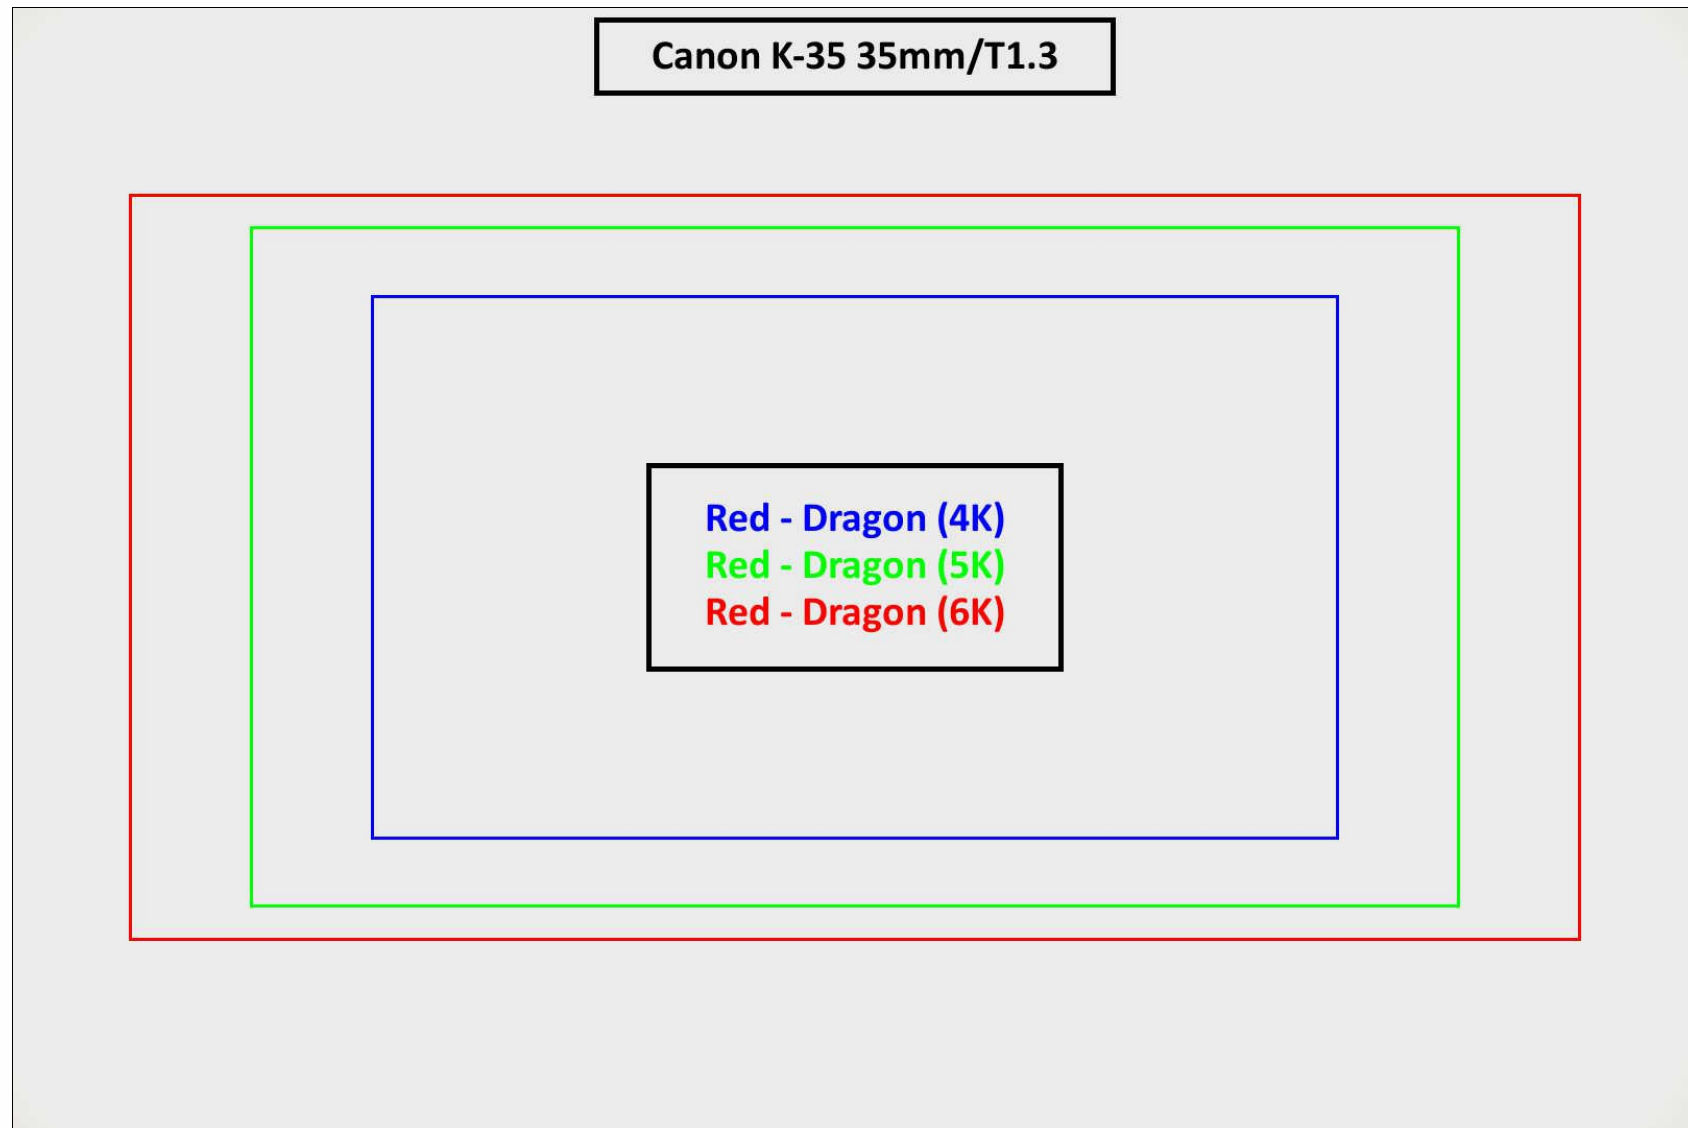 Canon K-35 35mm/T1.3
Red - Dragon (4K)
Red - Dragon (5K)
Red - Dragon (6K)